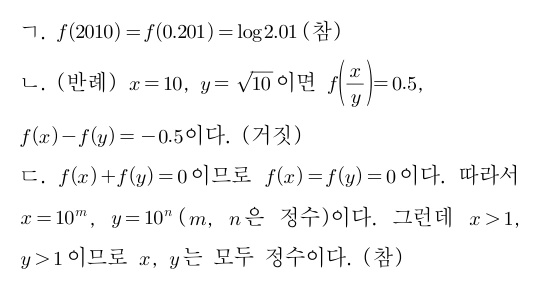 ㄱ. f(2010)=f(0.201)=log2.01 (참)
ㄴ. (반례) x=10, y=√10 이면 f(x/y)=0.5,
f(x)-f(y)=-0.5이다. (거짓)
ㄷ. f(x)+f(y)=0이므로 f(x)=f(y)=0이다. 따라서
x=10^m, y=10^n (m, n은 정수)이다. 그런데 x>1,
y>1이므로 x, y는 모두 정수이다. (참)